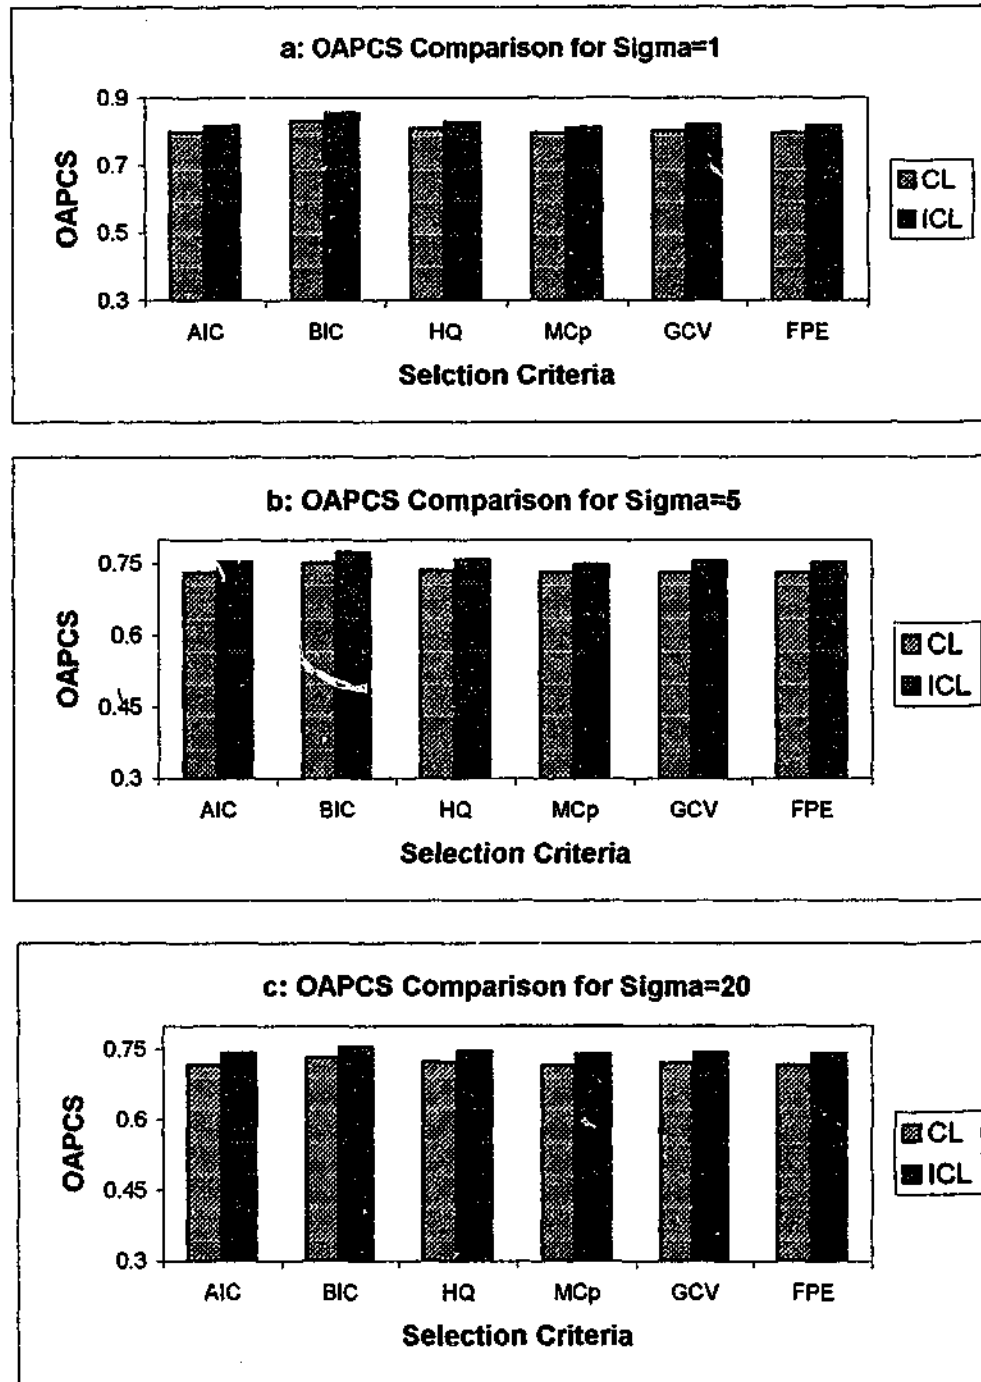 a: OAPCS Comparison for Sigma=1
0.9
0.7
0.5
0.3
OAPCS
AIC BIC HQ MCp GCV FPE
Selction Criteria
CL
ICL
b: OAPCS Comparison for Sigma=5
0.75
0.6
0.45
0.3
OAPCS
AIC BIC HQ MCp GCV FPE
Selection Criteria
CL
ICL
c: OAPCS Comparison for Sigma=20
0.75
0.6
0.45
0.3
OAPCS
AIC BIC HQ MCp GCV FPE
Selection Criteria
CL
ICL